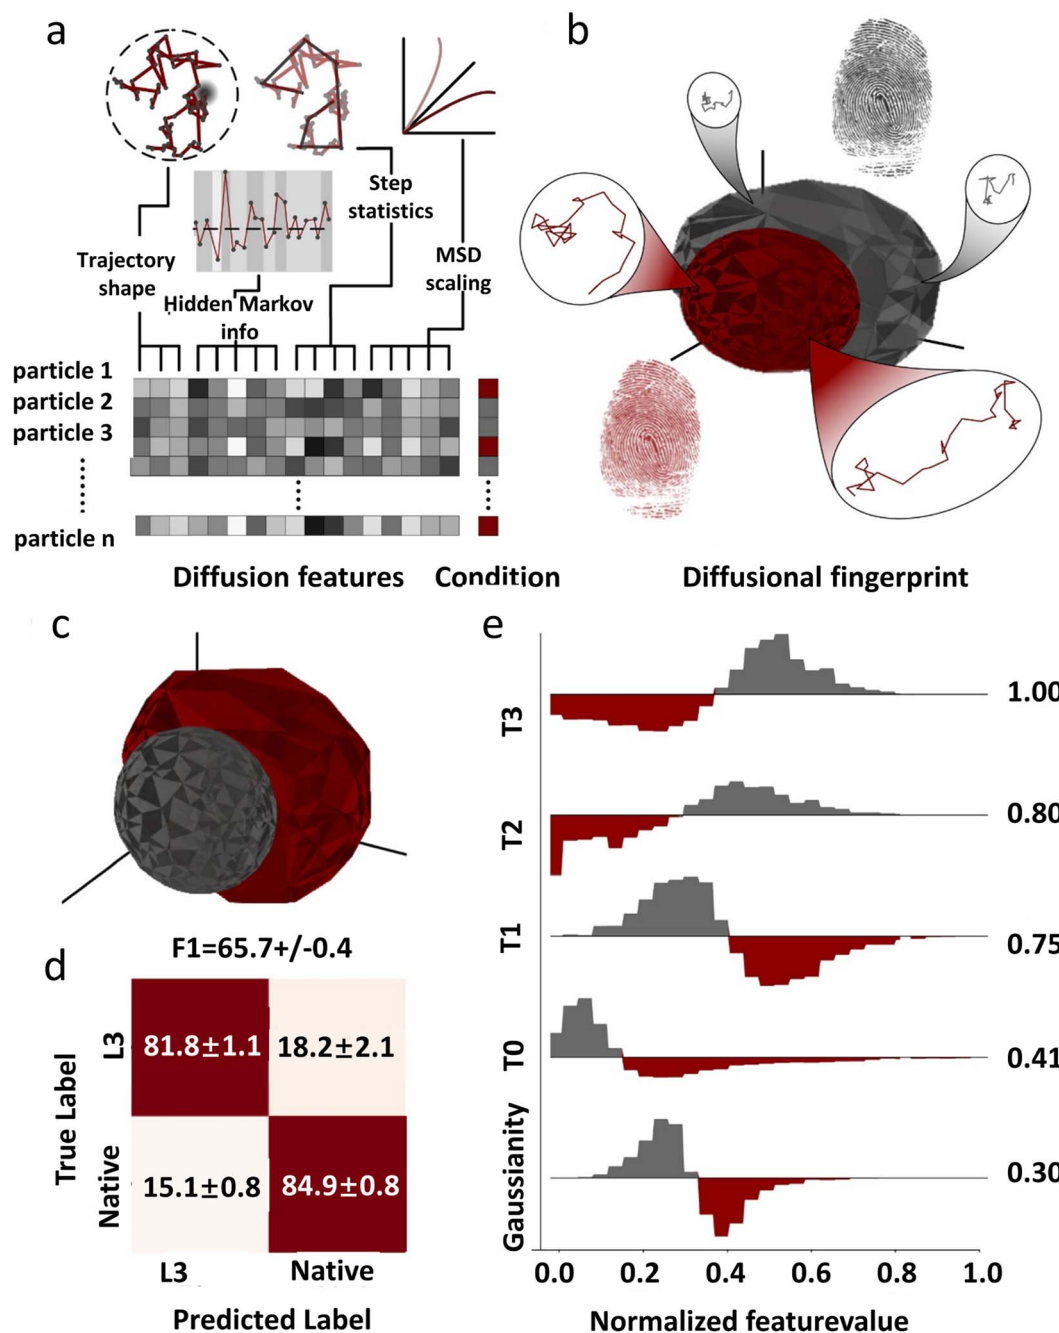 a
b
Step
statistics
Trajectory
shape
MSD
scaling
Hidden Markov
info
particle 1
particle 2
particle 3
particle n
Diffusion features
Condition
Diffusional fingerprint
c
e
T3
1.00
T2
0.80
T1
0.75
T0
0.41
Gaussianity
0.30
0.0 0.2 0.4 0.6 0.8 1.0
Normalized featurevalue
F1=65.7+/-0.4
d
True Label
L3
81.8±1.1 18.2±2.1
Native
15.1±0.8 84.9±0.8
L3 Native
Predicted Label